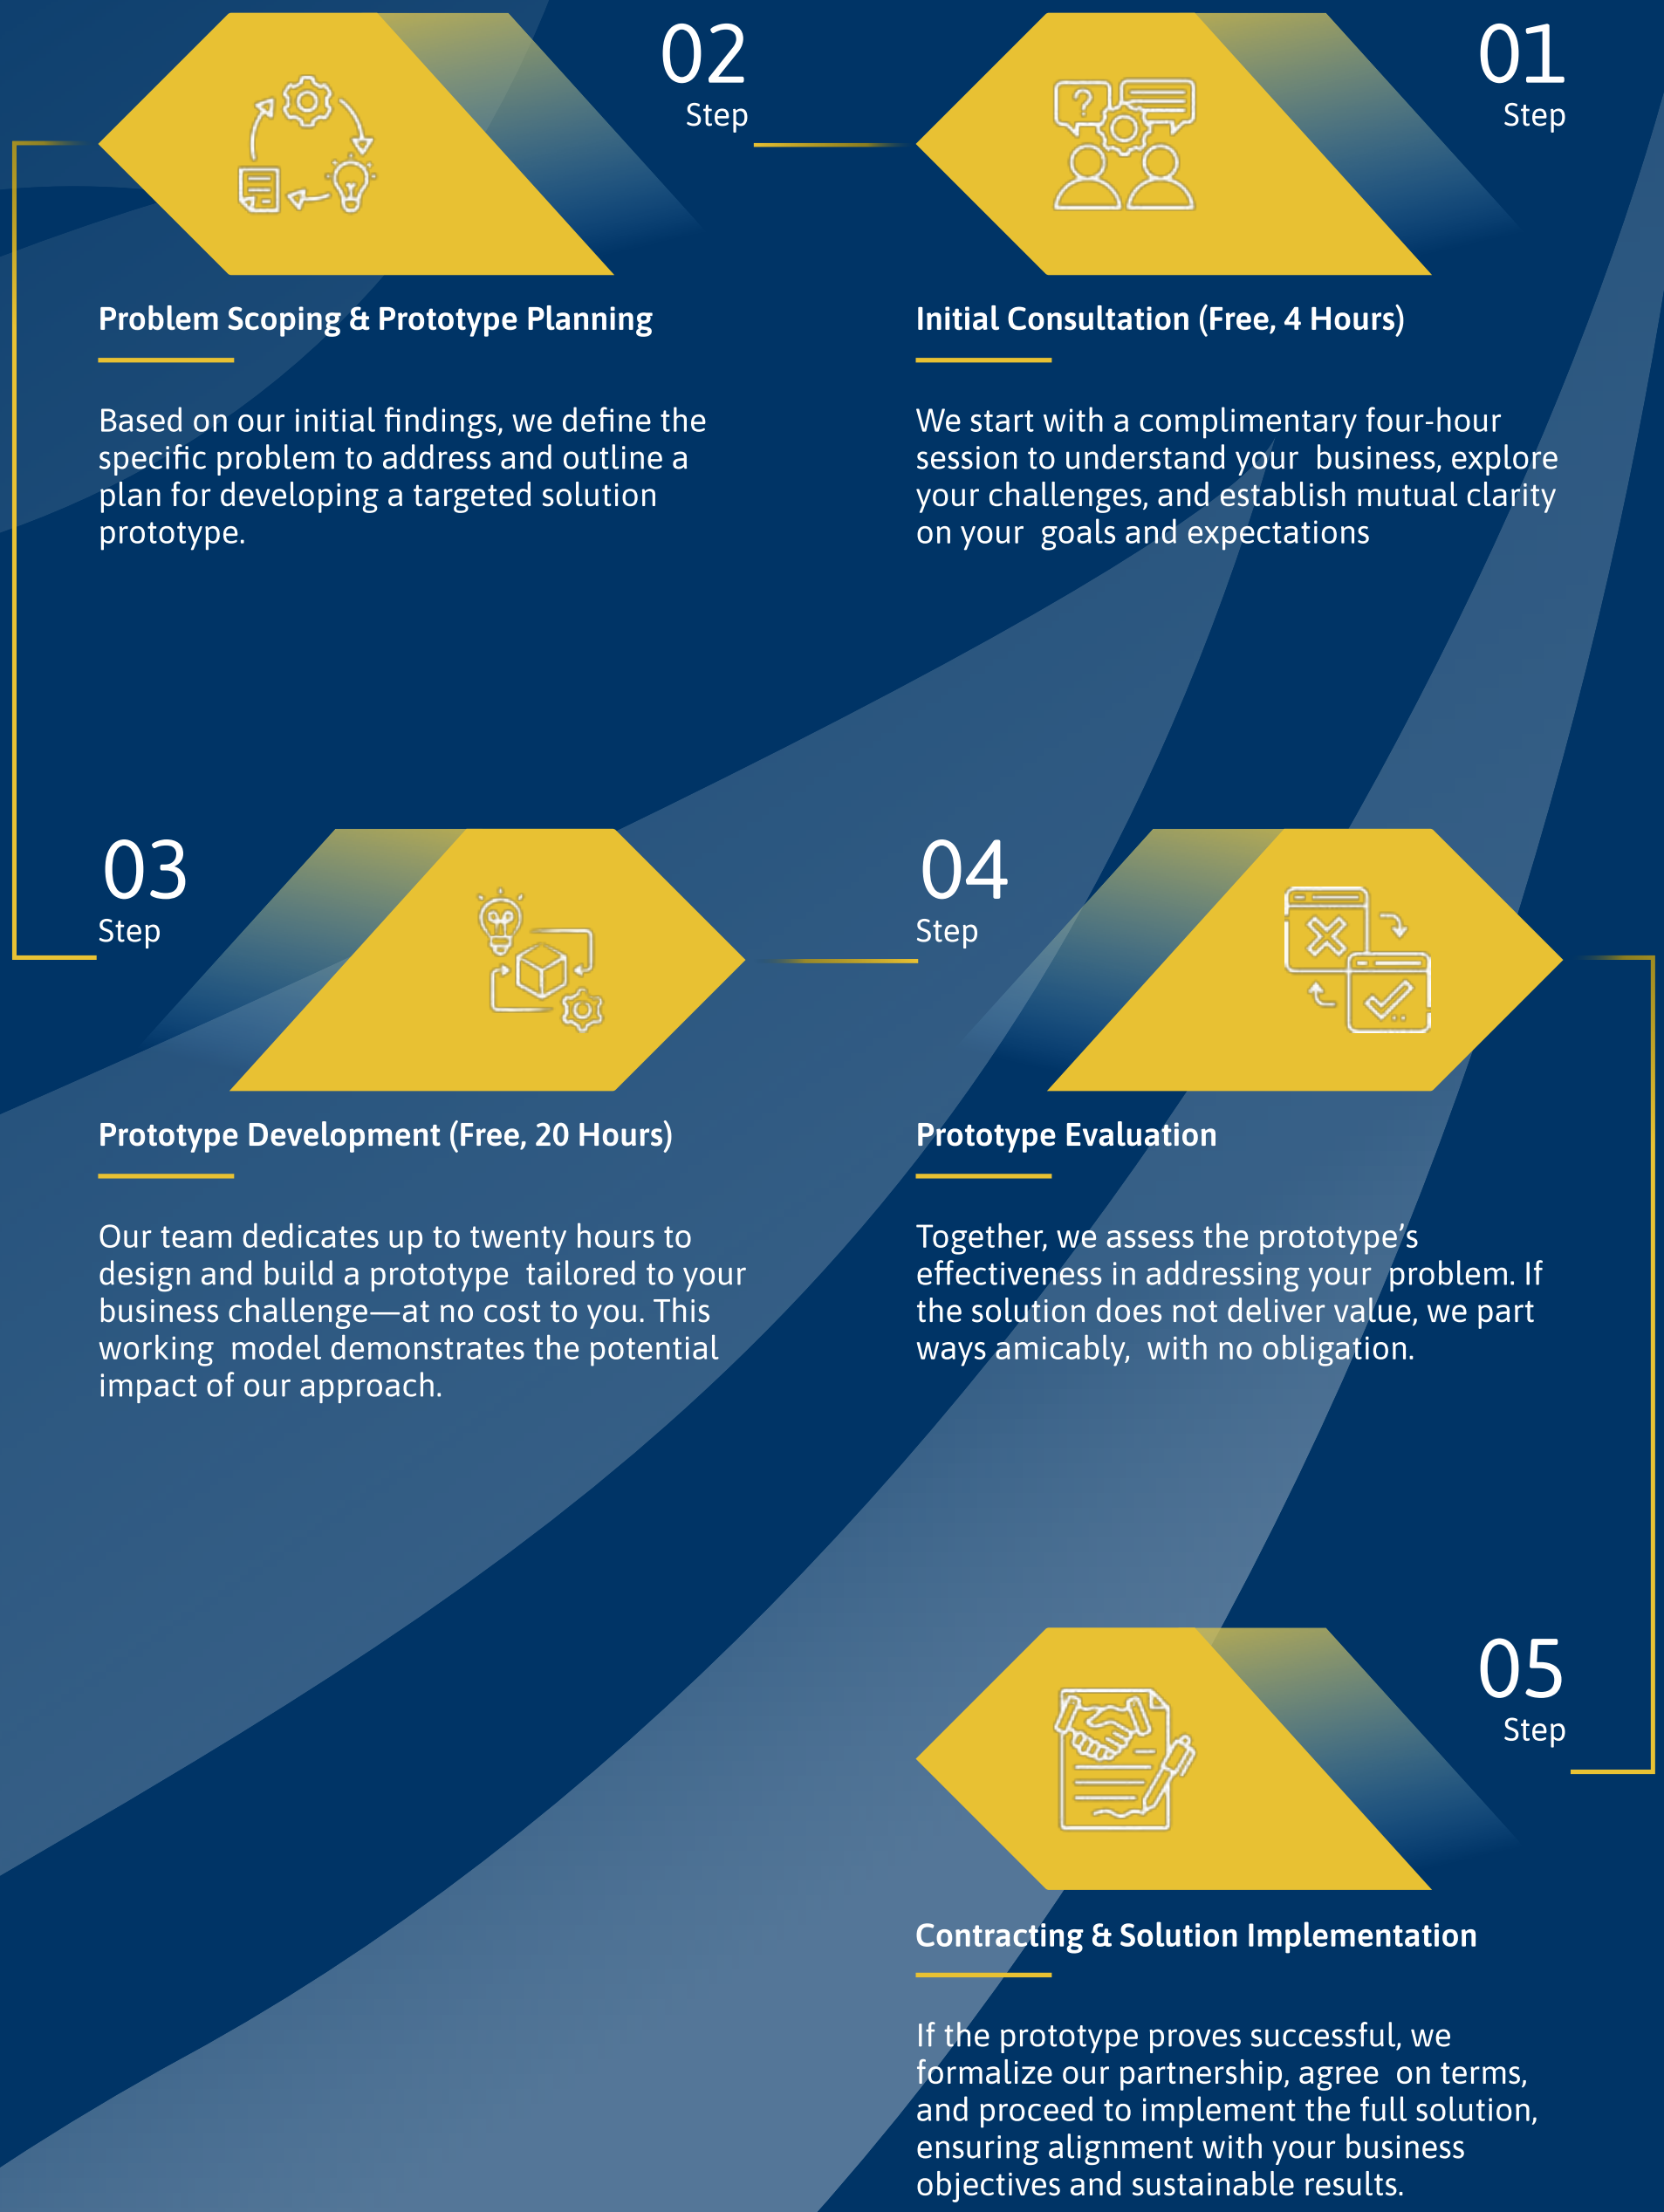 01
Step
Initial Consultation (Free, 4 Hours)
We start with a complimentary four-hour
session to understand your  business, explore
your challenges, and establish mutual clarity
on your  goals and expectations
02
Step
Problem Scoping & Prototype Planning
Based on our initial findings, we define the
specific problem to address and outline a
plan for developing a targeted solution
prototype.
03
Step
Prototype Development (Free, 20 Hours)
Our team dedicates up to twenty hours to
design and build a prototype  tailored to your
business challenge—at no cost to you. This
working  model demonstrates the potential
impact of our approach.
04
Step
Prototype Evaluation
Together, we assess the prototype’s
effectiveness in addressing your  problem. If
the solution does not deliver value, we part
ways amicably,  with no obligation.
05
Step
Contracting & Solution Implementation
If the prototype proves successful, we
formalize our partnership, agree  on terms,
and proceed to implement the full solution,
ensuring alignment with your business
objectives and sustainable results.